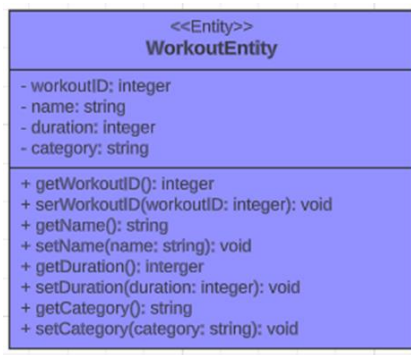 <<Entity>>
WorkoutEntity
- workoutID: integer
- name: string
- duration: integer
- category: string
+ getWorkoutID(): integer
+ serWorkoutID(workoutID: integer): void
+ getName(): string
+ setName(name: string): void
+ getDuration(): interger
+ setDuration(duration: integer): void
+ getCategory(): string
+ setCategory(category: string): void